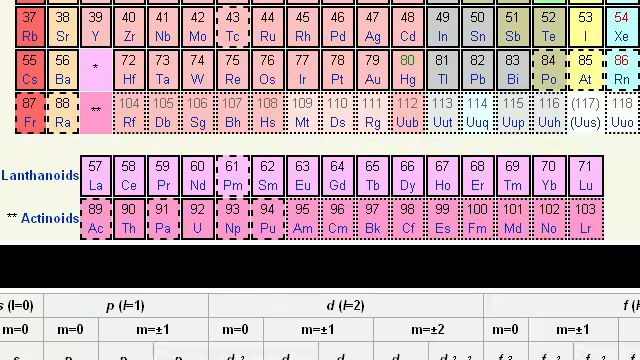 37 38 39 40 41 42 43 44 45 46 47 48 49 50 51 52 53 54
Rb Sr Y Zr Nb Mo Tc Ru Rh Pd Ag Cd In Sn Sb Te I Xe
55 56 * 72 73 74 75 76 77 78 79 80 81 82 83 84 85 86
Cs Ba Hf Ta W Re Os Ir Pt Au Hg Tl Pb Bi Po At Rn
87 88 ** 104 105 106 107 108 109 110 111 112 113 114 115 116 (117) 118
Fr Ra Rf Db Sg Bh Hs Mt Ds Rg Uub Uut Uuq Uup Uuh (Uus) Uuo
57 58 59 60 61 62 63 64 65 66 67 68 69 70 71
Lanthanoids La Ce Pr Nd Pm Sm Eu Gd Tb Dy Ho Er Tm Yb Lu
89 90 91 92 93 94 95 96 97 98 99 100 101 102 103
** Actinoids Ac Th Pa U Np Pu Am Cm Bk Cf Es Fm Md No Lr
s (l=0) p (l=1) d (l=2) f (l
m=0 m=0 m=±1 m=0 m=±1 m=±2 m=0 m=±1